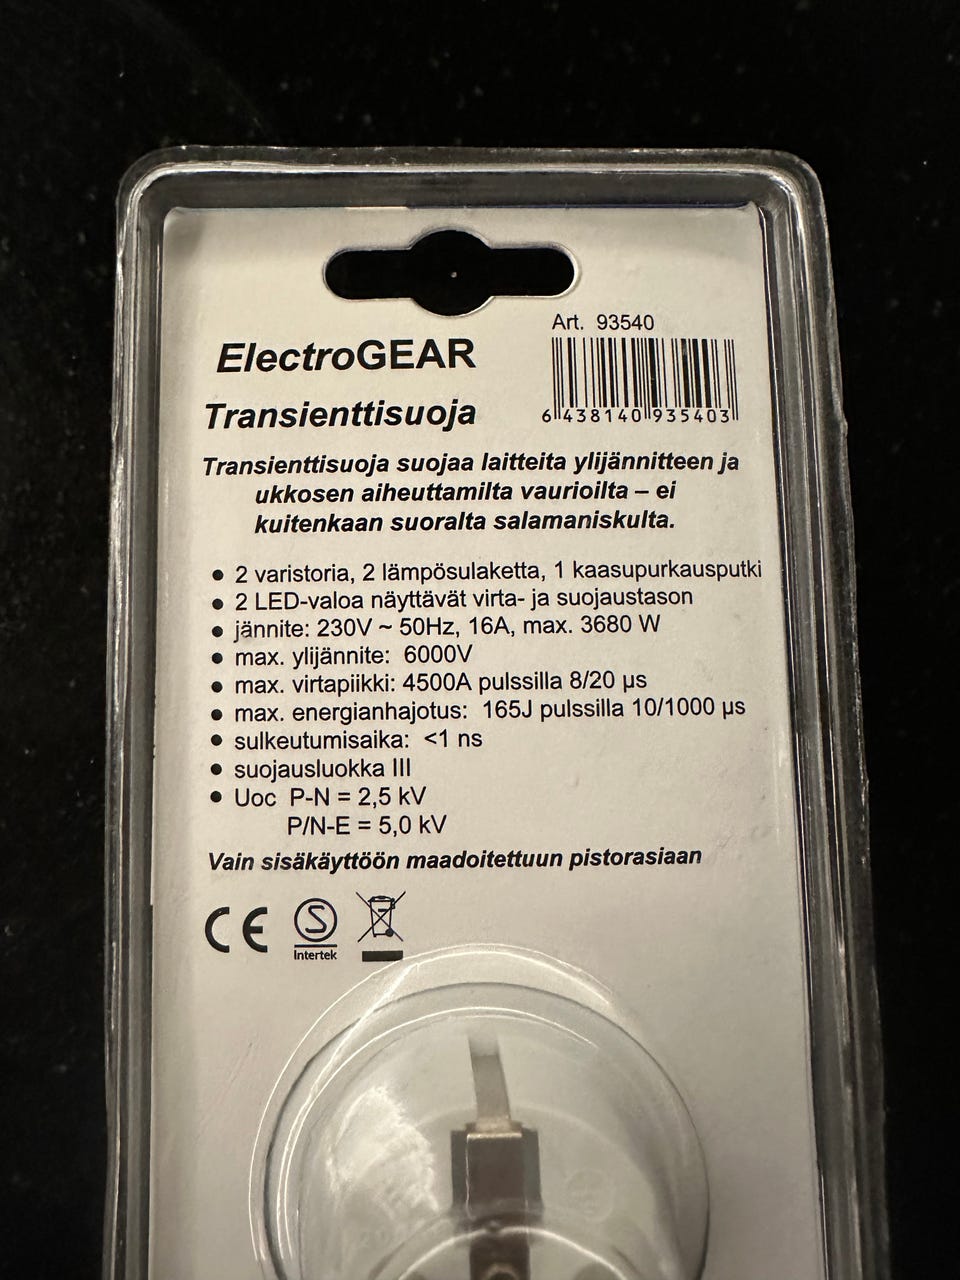 Art. 93540
ElectroGEAR
6 438140 935403
Transienttisuoja
Transienttisuoja suojaa laitteita ylijännitteen ja
ukkosen aiheuttamilta vaurioilta – ei
kuitenkaan suoralta salamaniskulta.
● 2 varistoria, 2 lämpösulaketta, 1 kaasupurkausputki
● 2 LED-valoa näyttävät virta- ja suojaustason
● jännite: 230V ~ 50Hz, 16A, max. 3680 W
● max. ylijännite: 6000V
● max. virtapiikki: 4500A pulssilla 8/20 µs
● max. energianhajotus: 165J pulssilla 10/1000 µs
● sulkeutumisaika: <1 ns
● suojausluokka III
● Uoc P-N = 2,5 kV
P/N-E = 5,0 kV
Vain sisäkäyttöön maadoitettuun pistorasiaan
CE S
Intertek